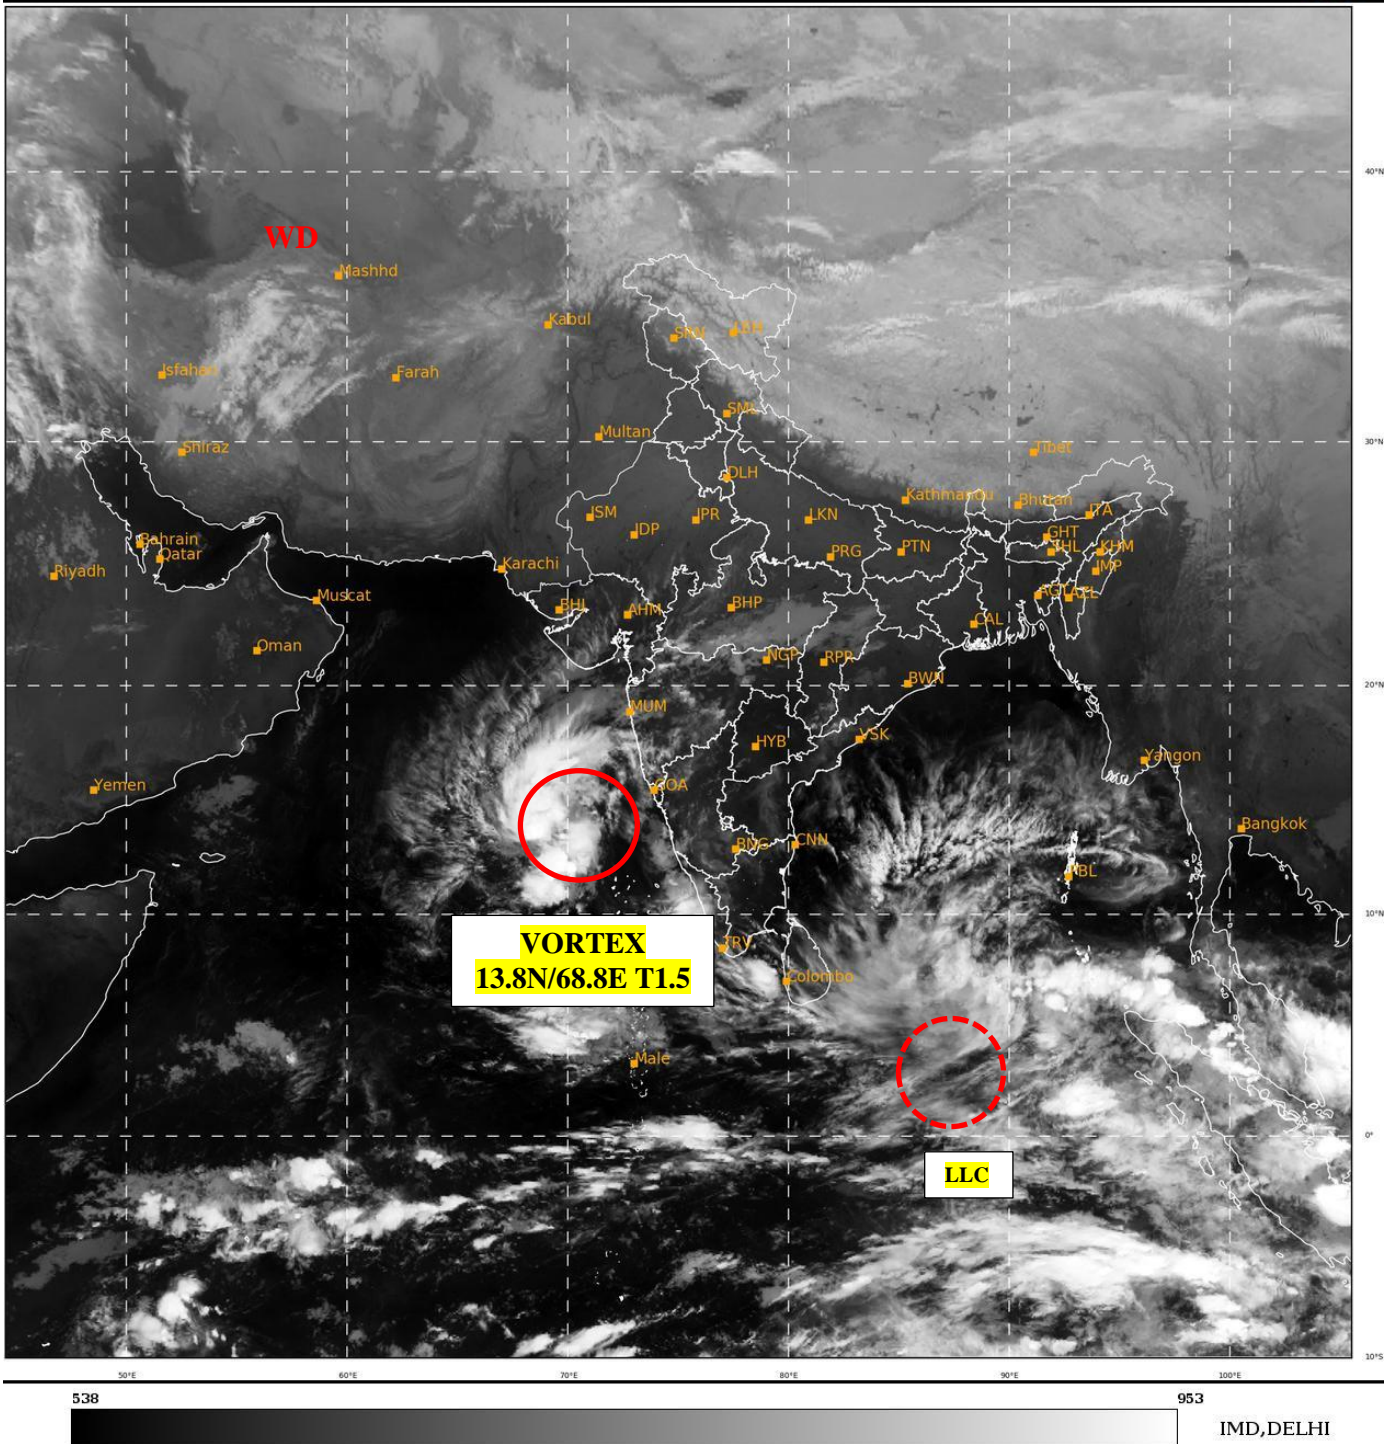 40°N
WD
Mashhd
Kabul
SRN
LEH
Isfahan
Farah
SML
Multan
30°N
Shiraz
Tibet
DLH
Kathmandu
Bhutan
JSM
JPR
LKN
ITA
JDP
GHT
Bahrain
SHL
KHM
Qatar
PRG
PTN
Riyadh
Karachi
IMP
Muscat
BHJ
AHM
BHP
AGT
AZL
CAL
Oman
NGP
RPR
BWN
20°N
MUM
HYB
VSK
Yangon
Yemen
GOA
Bangkok
BNG
CNN
PBL
10°N
VORTEX
13.8N/68.8E T1.5
TRV
Colombo
Male
0°
LLC
10°S
50°E
60°E
70°E
80°E
90°E
100°E
538
953
IMD,DELHI